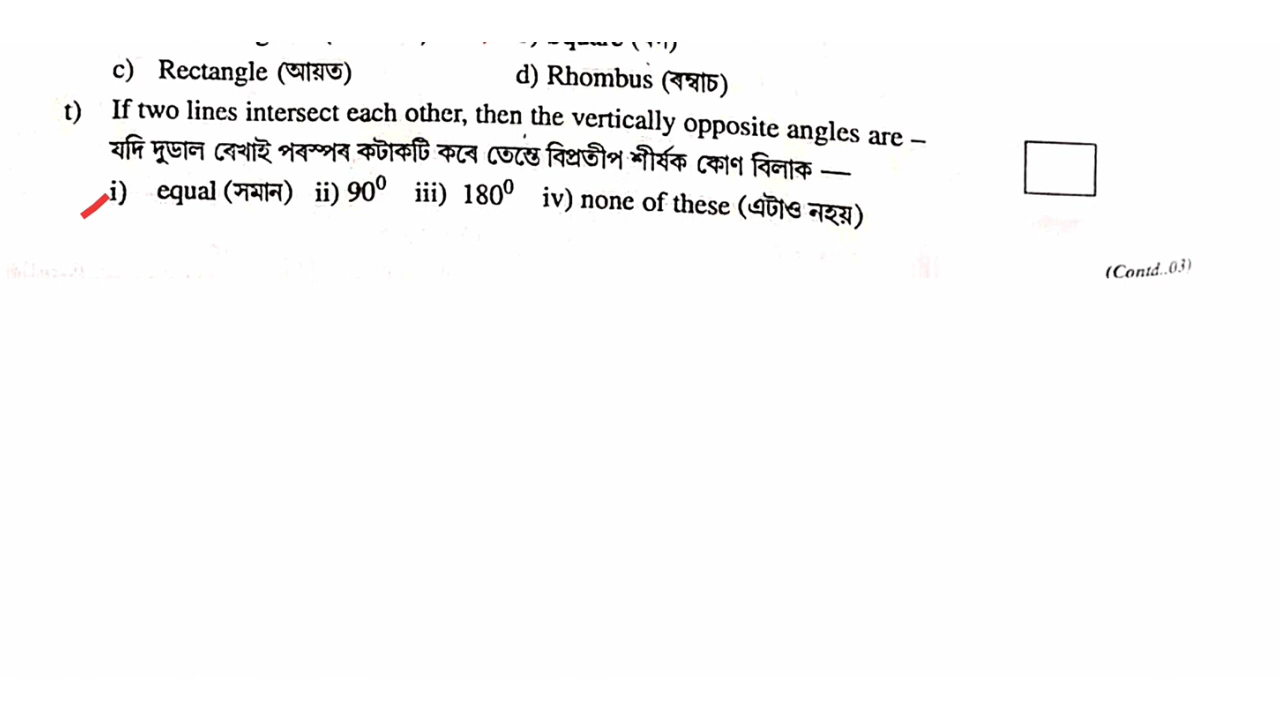 c) Rectangle (আয়ত) d) Rhombus (ৰম্বাচ)
t) If two lines intersect each other, then the vertically opposite angles are –
যদি দুডাল ৰেখাই পৰস্পৰ কটাকটি কৰে তেন্তে বিপ্ৰতীপ শীৰ্ষক কোণ বিলাক —
i) equal (সমান) ii) 90⁰ iii) 180⁰ iv) none of these (এটাও নহয়)
(Contd..03)